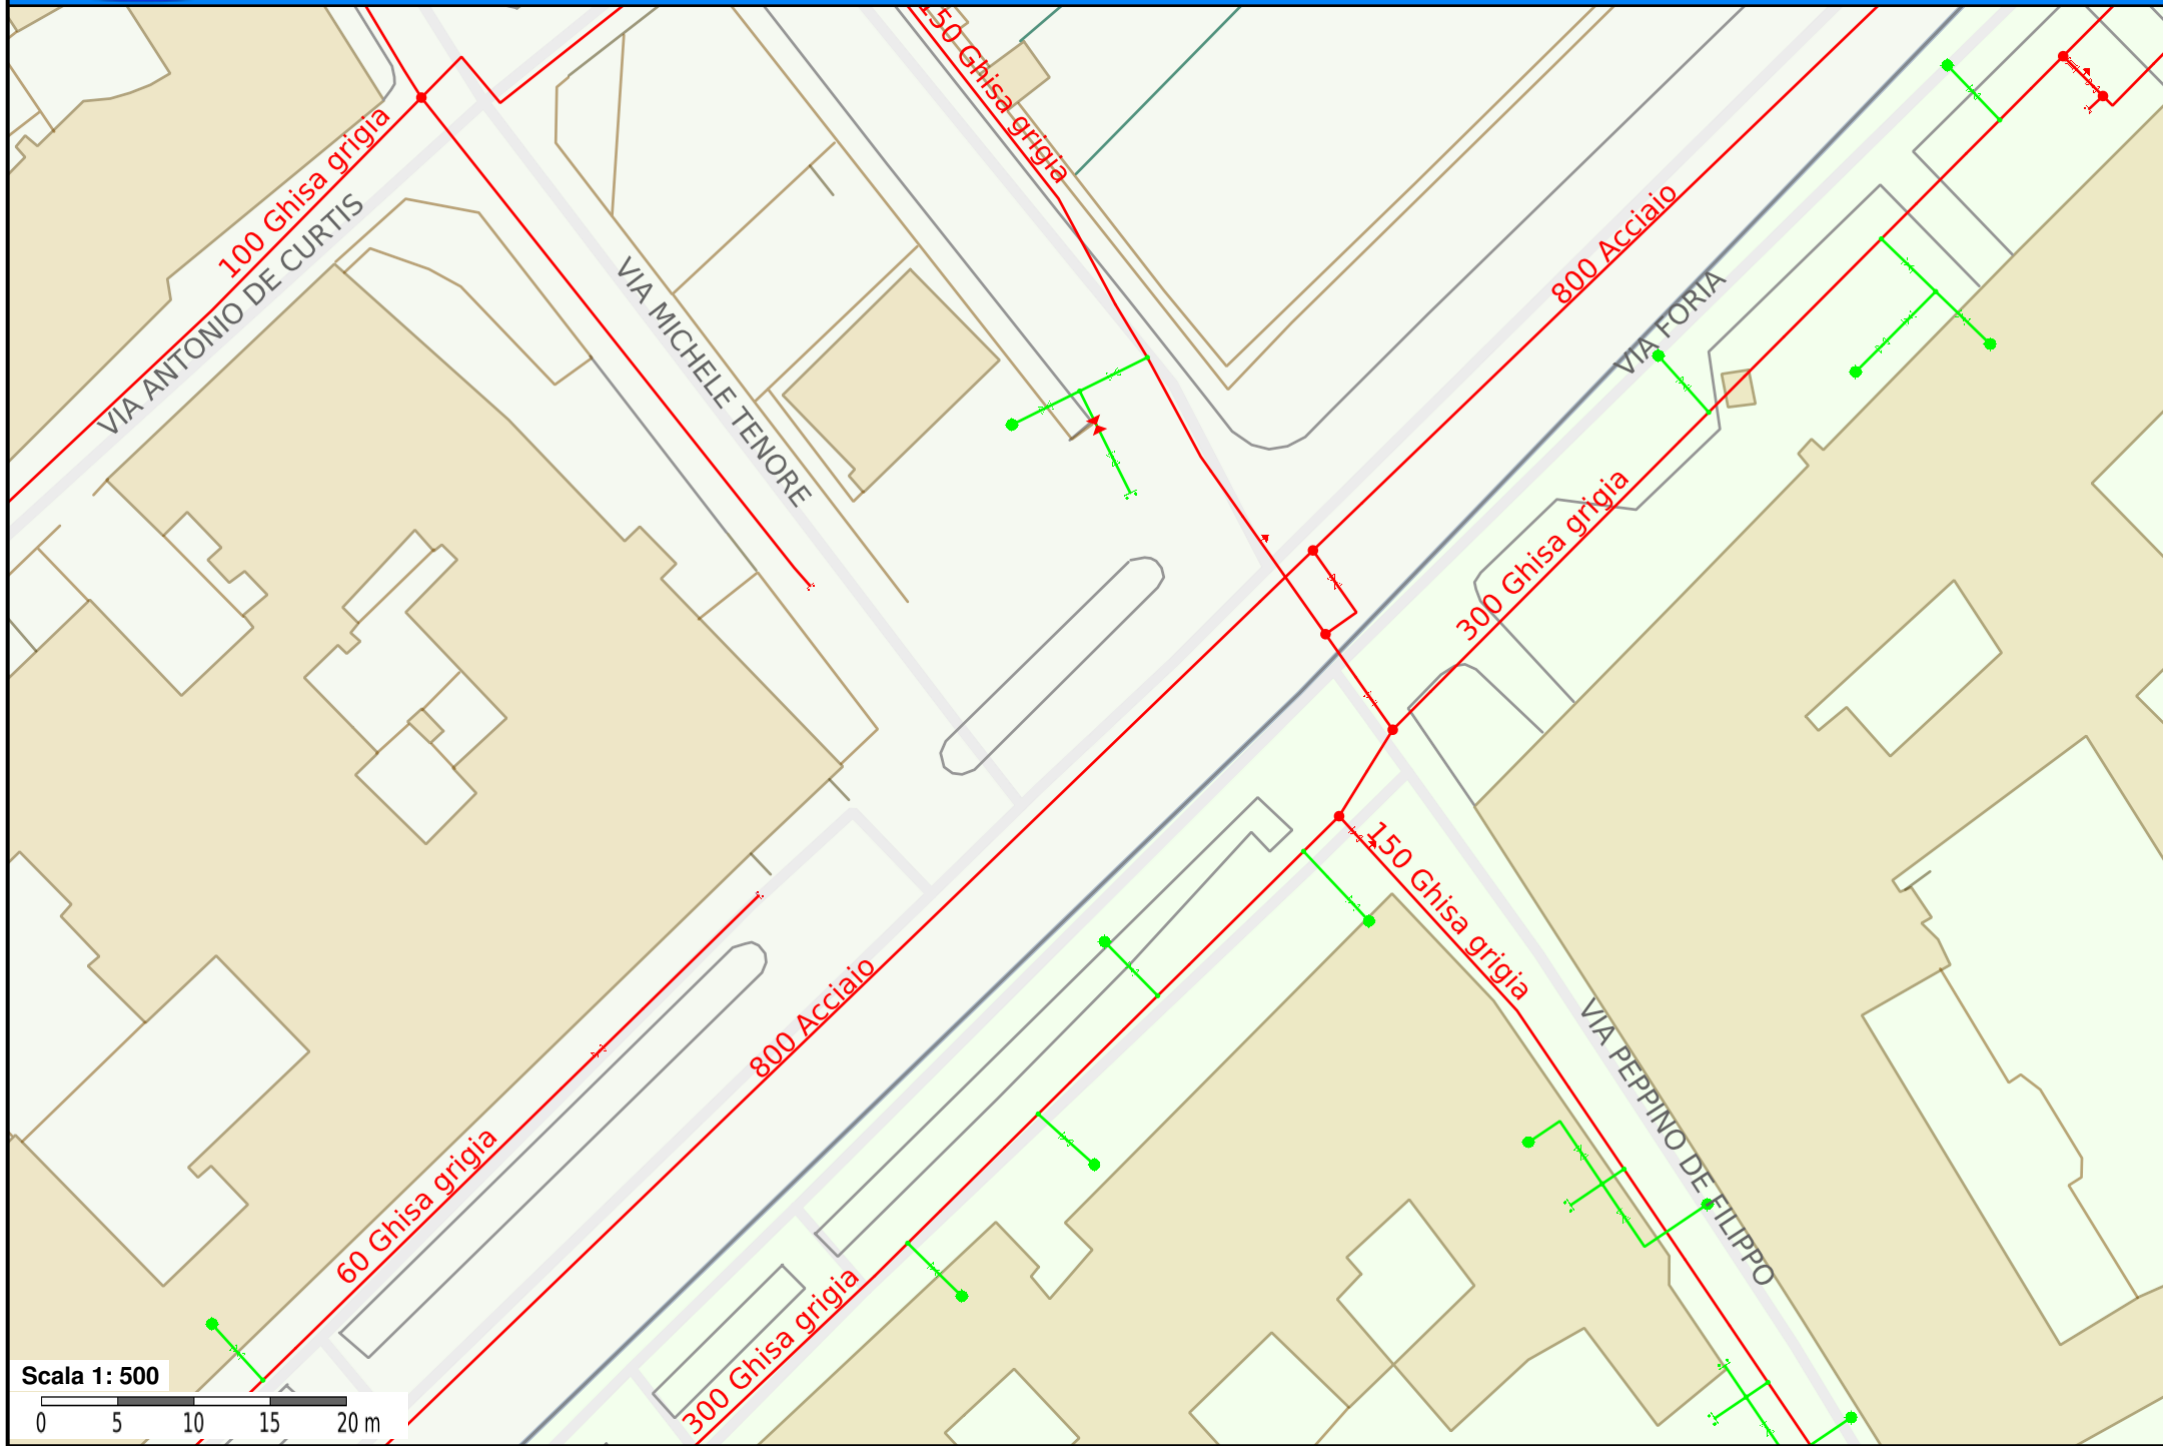 150 Ghisa grigia
100 Ghisa grigia
VIA ANTONIO DE CURTIS
VIA MICHELE TENORE
800 Acciaio
VIA FORIA
300 Ghisa grigia
150 Ghisa grigia
800 Acciaio
VIA PEPPINO DE FILIPPO
60 Ghisa grigia
300 Ghisa grigia
Scala 1: 500
0 5 10 15 20 m